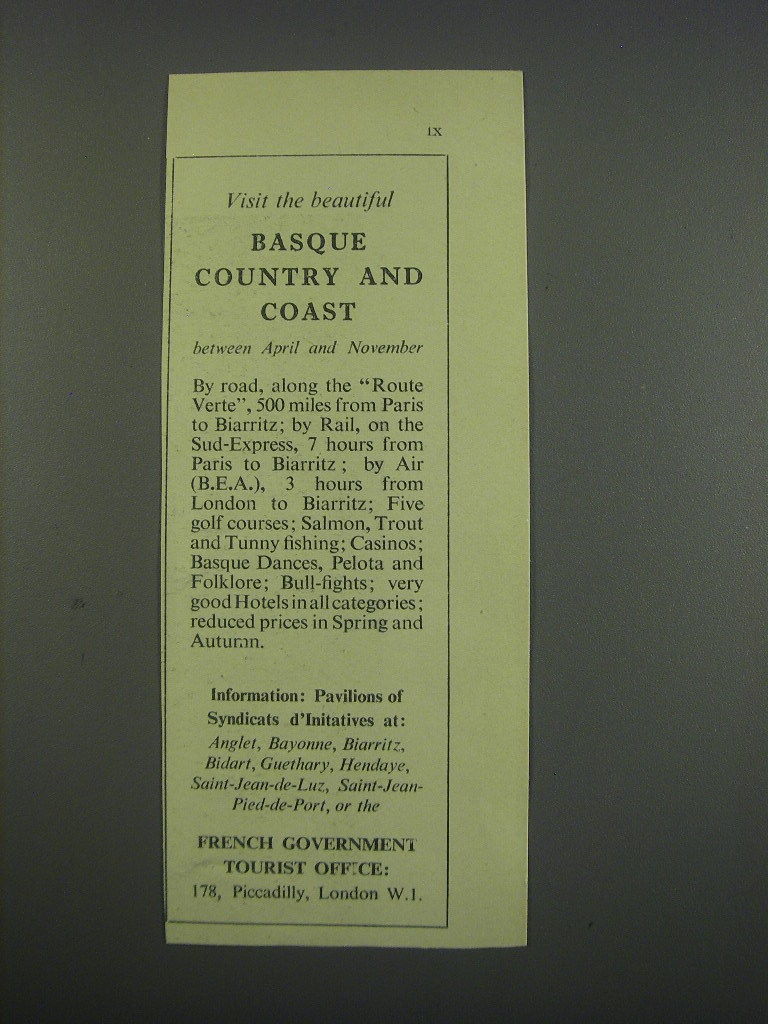 IX
Visit the beautiful
BASQUE
COUNTRY AND
COAST
between April and November
By road, along the "Route
Verte", 500 miles from Paris
to Biarritz; by Rail, on the
Sud-Express, 7 hours from
Paris to Biarritz; by Air
(B.E.A.), 3 hours from
London to Biarritz; Five
golf courses; Salmon, Trout
and Tunny fishing; Casinos;
Basque Dances, Pelota and
Folklore; Bull-fights; very
good Hotels in all categories;
reduced prices in Spring and
Autumn.
Information: Pavilions of
Syndicats d'Initatives at:
Anglet, Bayonne, Biarritz,
Bidart, Guethary, Hendaye,
Saint-Jean-de-Luz, Saint-Jean-
Pied-de-Port, or the
FRENCH GOVERNMENT
TOURIST OFFICE:
178, Piccadilly, London W.1.